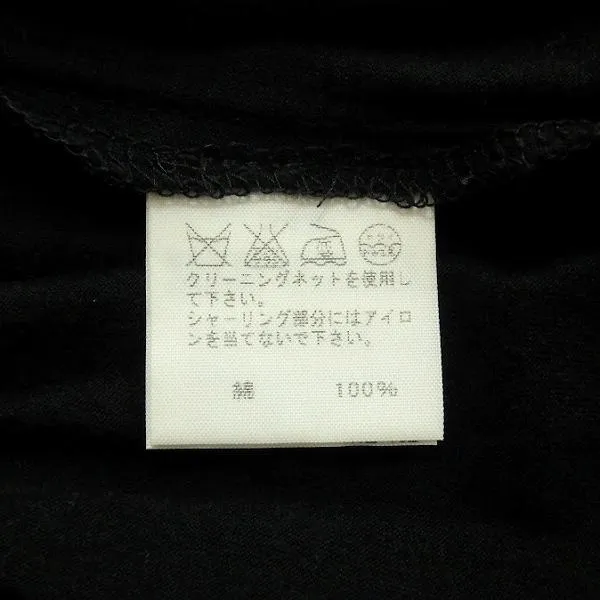 クリーニングネットを使用し
て下さい。
シャーリング部分にはアイロ
ンを当てないで下さい。
綿 100%